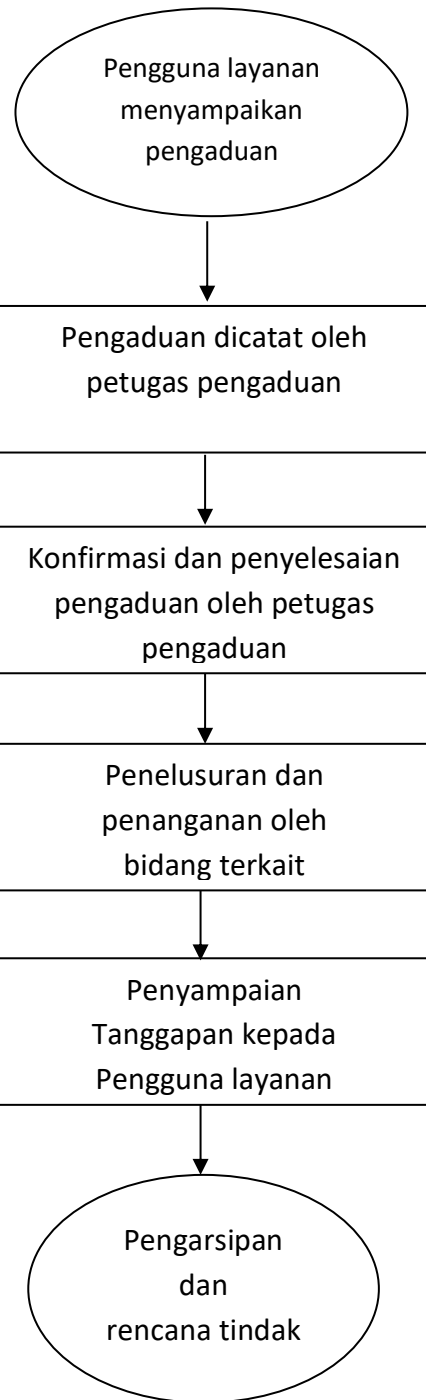 Pengguna layanan
menyampaikan
pengaduan
Pengaduan dicatat oleh
petugas pengaduan
Konfirmasi dan penyelesaian
pengaduan oleh petugas
pengaduan
Penelusuran dan
penanganan oleh
bidang terkait
Penyampaian
Tanggapan kepada
Pengguna layanan
Pengarsipan
dan
rencana tindak